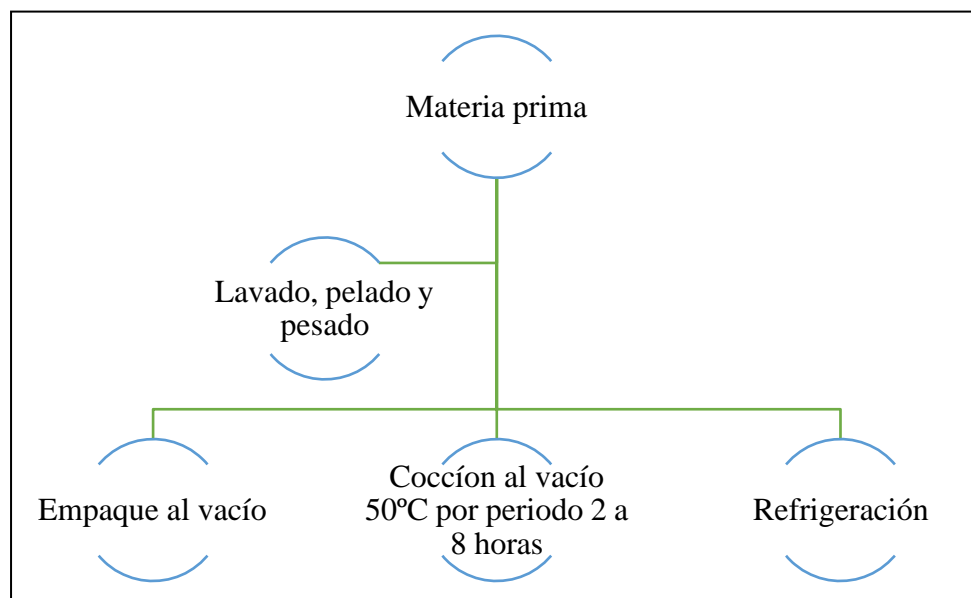 Materia prima
Lavado, pelado y
pesado
Empaque al vacío
Coccíon al vacío
50ºC por periodo 2 a
8 horas
Refrigeración